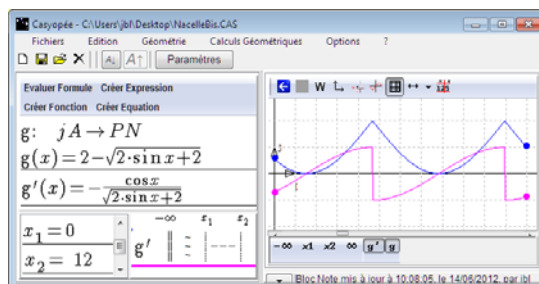 Casyopée - C:\Users\jbl\Desktop\NacelleBis.CAS
Fichiers Edition Géométrie Calculs Géométriques Options ?
A↓ A↑ Paramètres
Evaluer Formule Créer Expression
Créer Fonction Créer Equation
W
g: jA→PN
g(x)=2−√(2·sin x+2)
g'(x)=−cos x/√(2·sin x+2)
x₁=0
x₂= 12
−∞ x₁ x₂
g'
−∞ x1 x2 ∞ g' g
Bloc Note mis à jour à 10:08:05, le 14/06/2012, par jbl